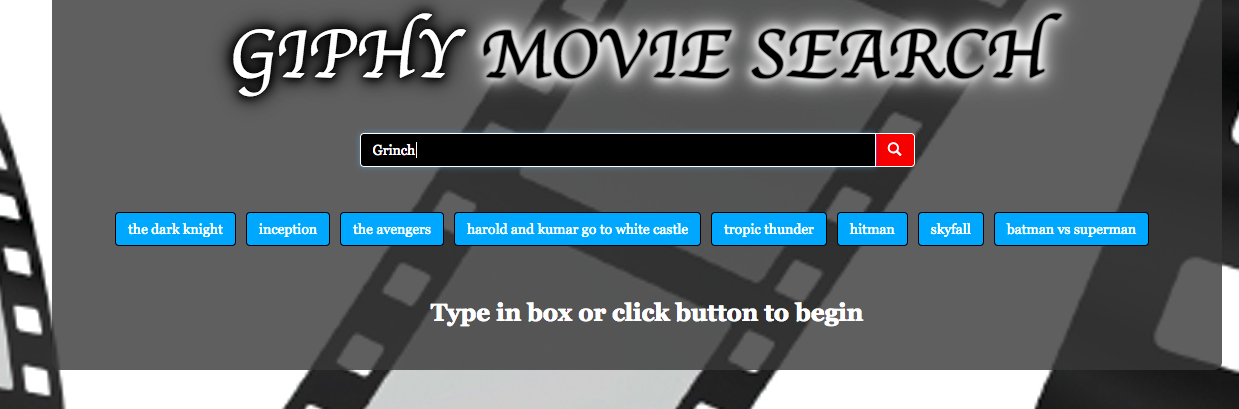 GIPHY MOVIE SEARCH
Grinch
the dark knight inception the avengers harold and kumar go to white castle tropic thunder hitman skyfall batman vs superman
Type in box or click button to begin